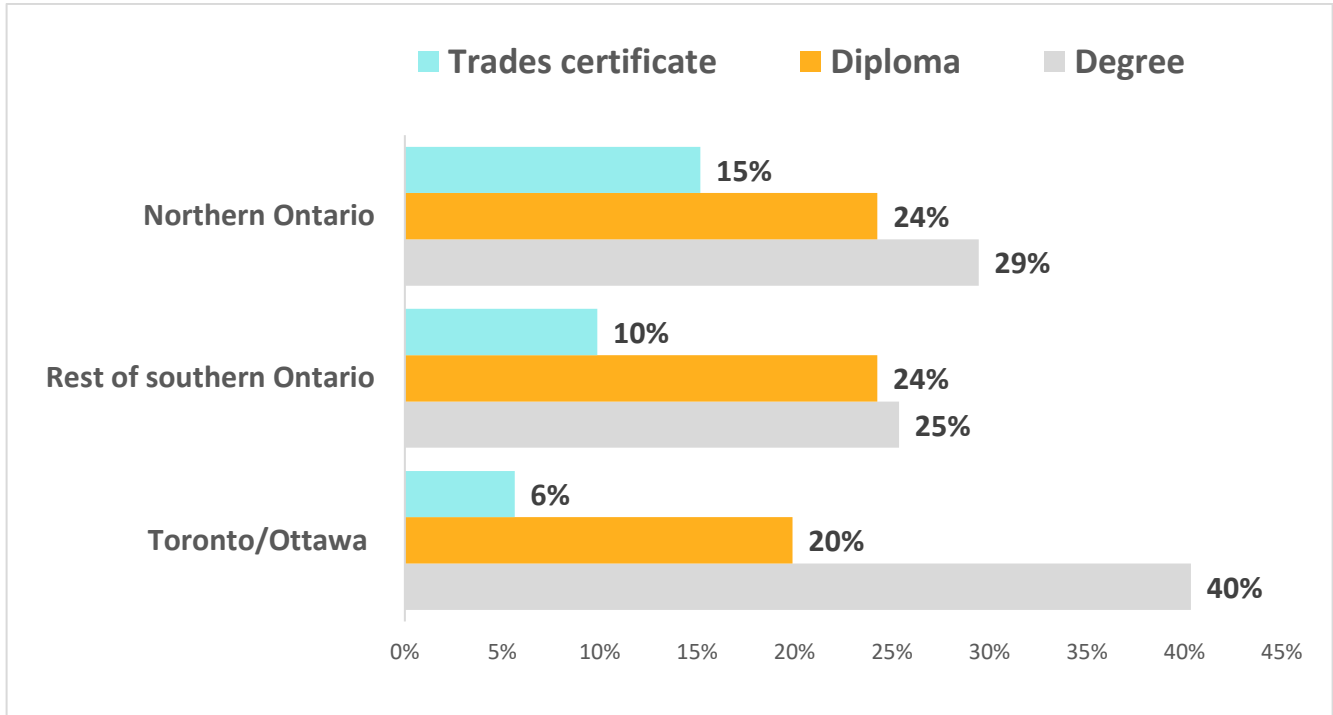 Trades certificate Diploma Degree
Northern Ontario
15%
24%
29%
Rest of southern Ontario
10%
24%
25%
Toronto/Ottawa
6%
20%
40%
0% 5% 10% 15% 20% 25% 30% 35% 40% 45%